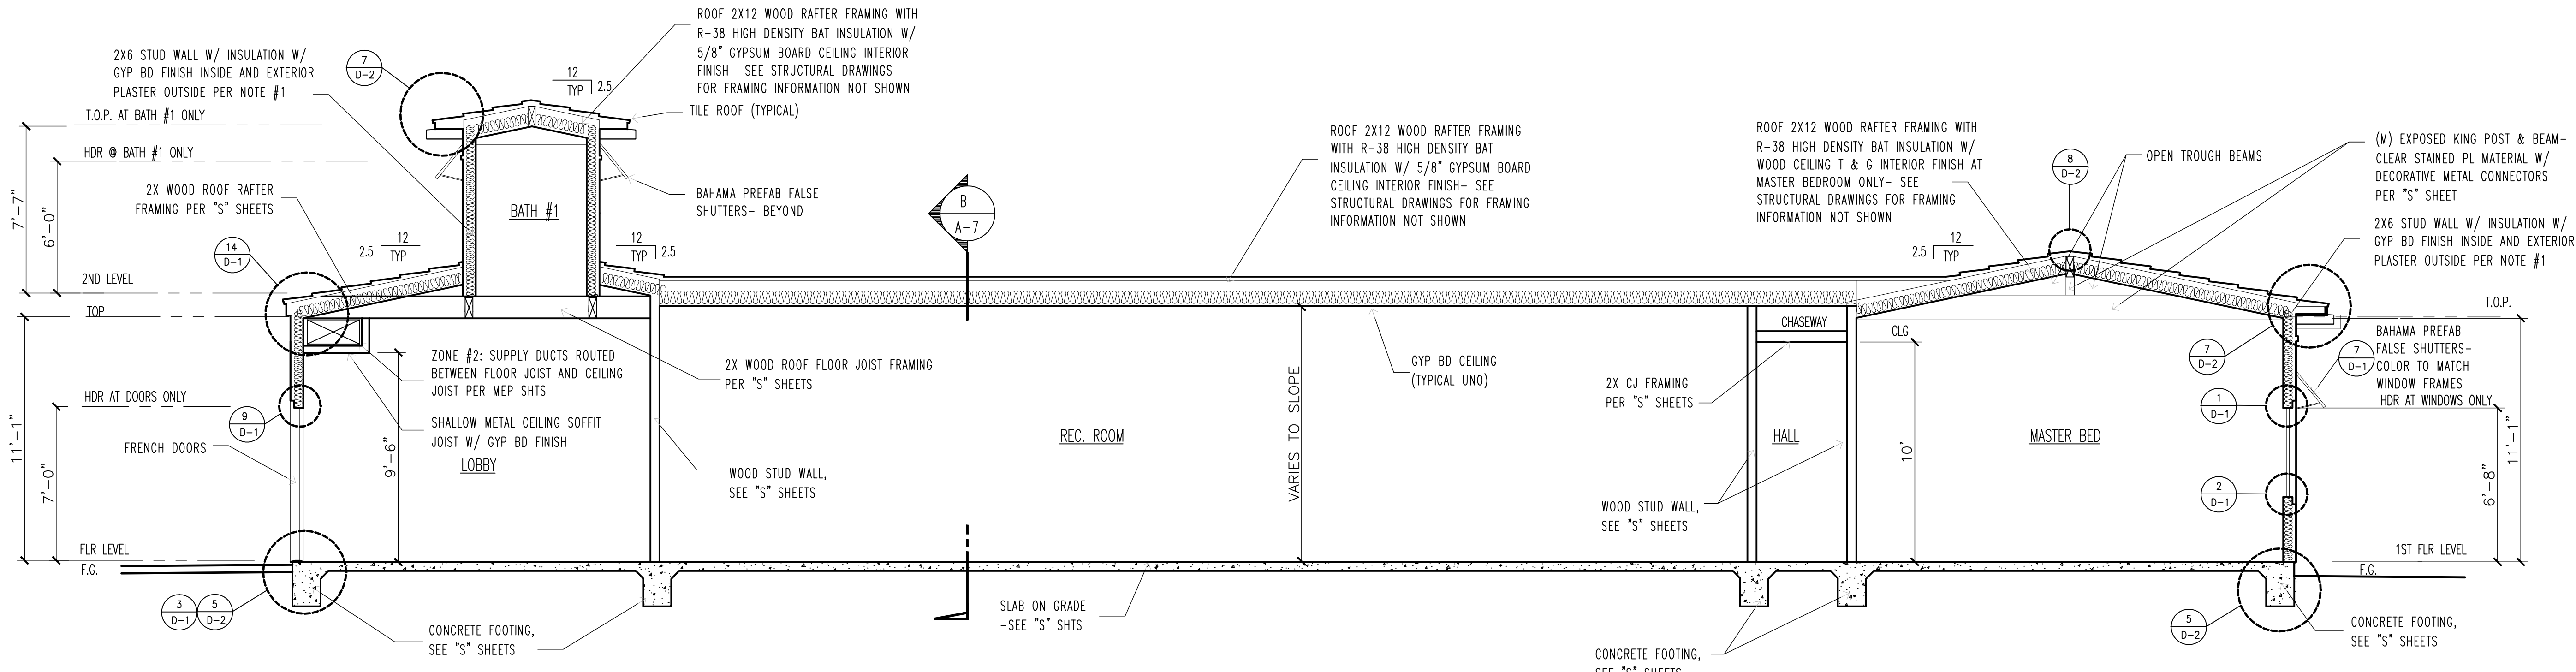 2X6 STUD WALL W/ INSULATION W/
GYP BD FINISH INSIDE AND EXTERIOR
PLASTER OUTSIDE PER NOTE #1
7
D-2
12
TYP
2.5
ROOF 2X12 WOOD RAFTER FRAMING WITH
R-38 HIGH DENSITY BAT INSULATION W/
5/8" GYPSUM BOARD CEILING INTERIOR
FINISH- SEE STRUCTURAL DRAWINGS
FOR FRAMING INFORMATION NOT SHOWN
TILE ROOF (TYPICAL)
T.O.P. AT BATH #1 ONLY
HDR @ BATH #1 ONLY
2X WOOD ROOF RAFTER
FRAMING PER "S" SHEETS
7'-7"
6'-0"
14
D-1
2.5
12
TYP
BATH #1
12
TYP
2.5
BAHAMA PREFAB FALSE
SHUTTERS- BEYOND
B
A-7
ROOF 2X12 WOOD RAFTER FRAMING
WITH R-38 HIGH DENSITY BAT
INSULATION W/ 5/8" GYPSUM BOARD
CEILING INTERIOR FINISH- SEE
STRUCTURAL DRAWINGS FOR FRAMING
INFORMATION NOT SHOWN
ROOF 2X12 WOOD RAFTER FRAMING WITH
R-38 HIGH DENSITY BAT INSULATION W/
WOOD CEILING T & G INTERIOR FINISH AT
MASTER BEDROOM ONLY- SEE
STRUCTURAL DRAWINGS FOR FRAMING
INFORMATION NOT SHOWN
8
D-2
OPEN TROUGH BEAMS
(M) EXPOSED KING POST & BEAM-
CLEAR STAINED PL MATERIAL W/
DECORATIVE METAL CONNECTORS
PER "S" SHEET
2X6 STUD WALL W/ INSULATION W/
GYP BD FINISH INSIDE AND EXTERIOR
PLASTER OUTSIDE PER NOTE #1
2.5
12
TYP
2ND LEVEL
TOP
HDR AT DOORS ONLY
9
D-1
FRENCH DOORS
11'-1"
7'-0"
9'-6"
ZONE #2: SUPPLY DUCTS ROUTED
BETWEEN FLOOR JOIST AND CEILING
JOIST PER MEP SHTS
SHALLOW METAL CEILING SOFFIT
JOIST W/ GYP BD FINISH
LOBBY
2X WOOD ROOF FLOOR JOIST FRAMING
PER "S" SHEETS
WOOD STUD WALL,
SEE "S" SHEETS
REC. ROOM
VARIES TO SLOPE
GYP BD CEILING
(TYPICAL UNO)
2X CJ FRAMING
PER "S" SHEETS
WOOD STUD WALL,
SEE "S" SHEETS
CHASEWAY
CLG
HALL
10'
MASTER BED
T.O.P.
7
D-2
7
D-1
BAHAMA PREFAB
FALSE SHUTTERS-
COLOR TO MATCH
WINDOW FRAMES
HDR AT WINDOWS ONLY
1
D-1
2
D-1
11'-1"
6'-8"
1ST FLR LEVEL
F.G.
FLR LEVEL
F.G.
3
D-1
5
D-2
CONCRETE FOOTING,
SEE "S" SHEETS
SLAB ON GRADE
-SEE "S" SHTS
CONCRETE FOOTING,
SEE "S" SHEETS
5
D-2
CONCRETE FOOTING,
SEE "S" SHEETS